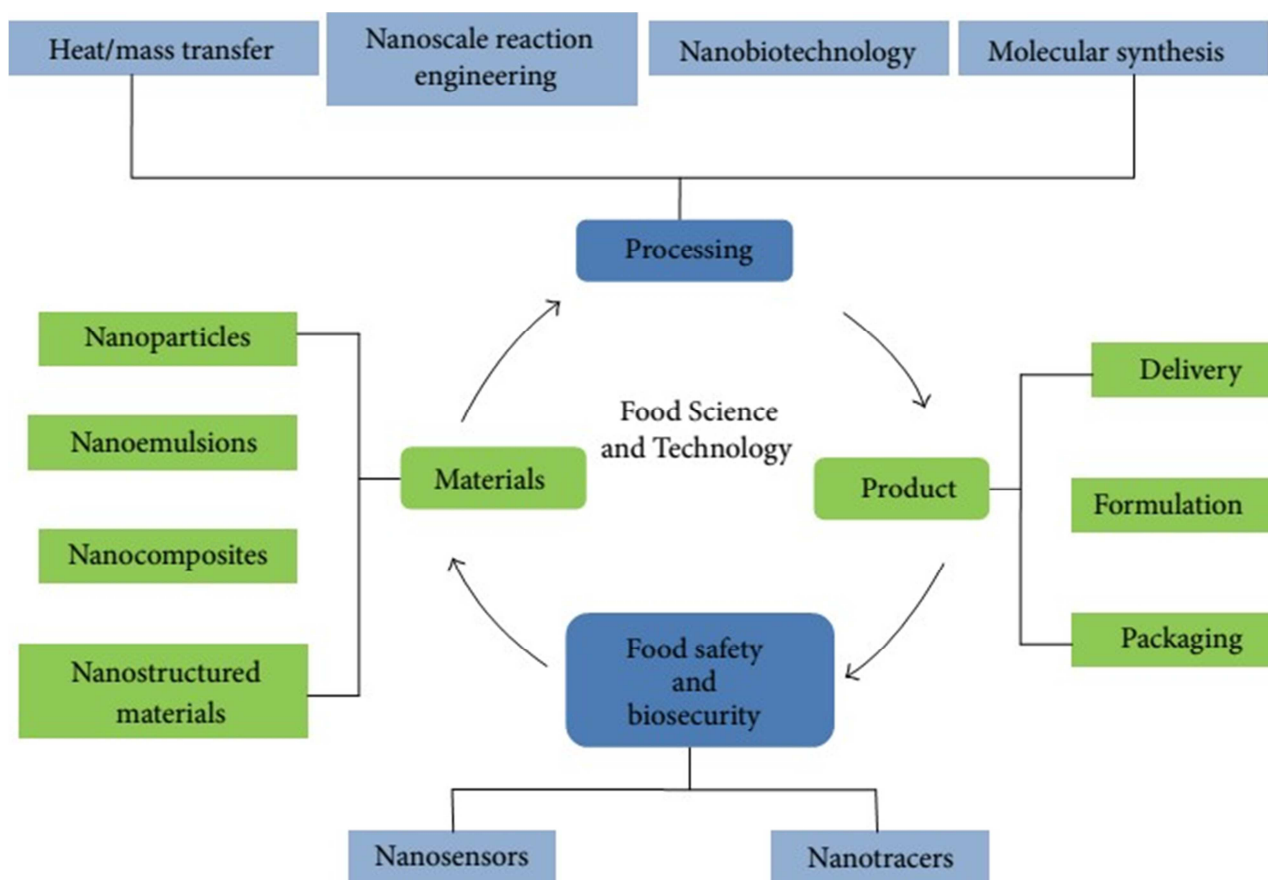 Heat/mass transfer
Nanoscale reaction
engineering
Nanobiotechnology
Molecular synthesis
Processing
Nanoparticles
Nanoemulsions
Nanocomposites
Nanostructured
materials
Materials
Food Science
and Technology
Product
Delivery
Formulation
Packaging
Food safety
and
biosecurity
Nanosensors
Nanotracers